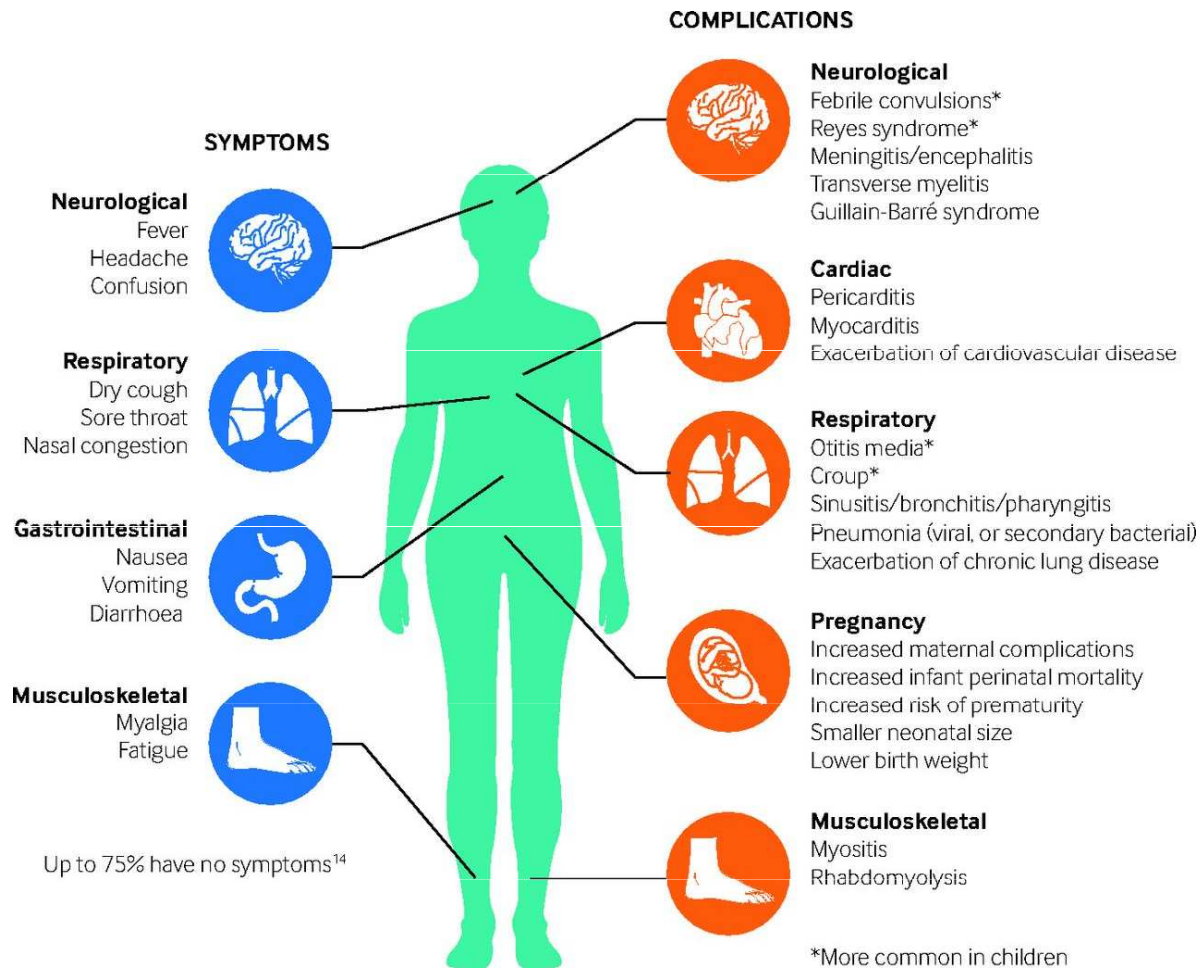 SYMPTOMS
Neurological
Fever
Headache
Confusion
Respiratory
Dry cough
Sore throat
Nasal congestion
Gastrointestinal
Nausea
Vomiting
Diarrhoea
Musculoskeletal
Myalgia
Fatigue
Up to 75% have no symptoms¹⁴
COMPLICATIONS
Neurological
Febrile convulsions*
Reyes syndrome*
Meningitis/encephalitis
Transverse myelitis
Guillain-Barré syndrome
Cardiac
Pericarditis
Myocarditis
Exacerbation of cardiovascular disease
Respiratory
Otitis media*
Croup*
Sinusitis/bronchitis/pharyngitis
Pneumonia (viral, or secondary bacterial)
Exacerbation of chronic lung disease
Pregnancy
Increased maternal complications
Increased infant perinatal mortality
Increased risk of prematurity
Smaller neonatal size
Lower birth weight
Musculoskeletal
Myositis
Rhabdomyolysis
*More common in children